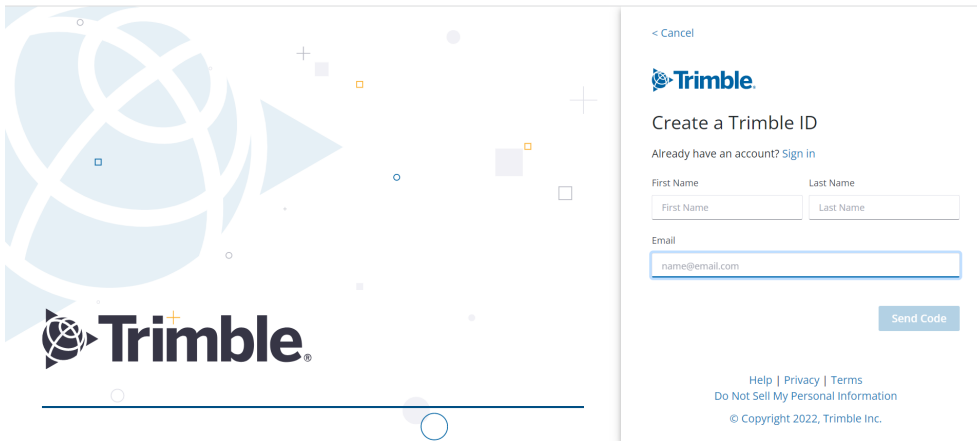 Trimble®
< Cancel
Trimble.
Create a Trimble ID
Already have an account? Sign in
First Name Last Name
First Name Last Name
Email
name@email.com
Send Code
Help | Privacy | Terms
Do Not Sell My Personal Information
© Copyright 2022, Trimble Inc.